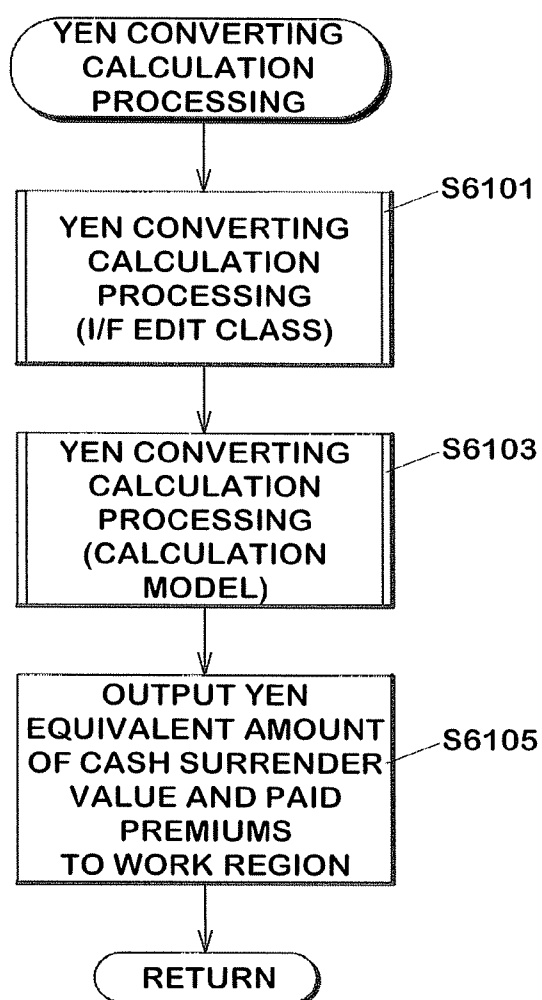 YEN CONVERTING
CALCULATION
PROCESSING
S6101
YEN CONVERTING
CALCULATION
PROCESSING
(I/F EDIT CLASS)
S6103
YEN CONVERTING
CALCULATION
PROCESSING
(CALCULATION
MODEL)
S6105
OUTPUT YEN
EQUIVALENT AMOUNT
OF CASH SURRENDER
VALUE AND PAID
PREMIUMS
TO WORK REGION
RETURN